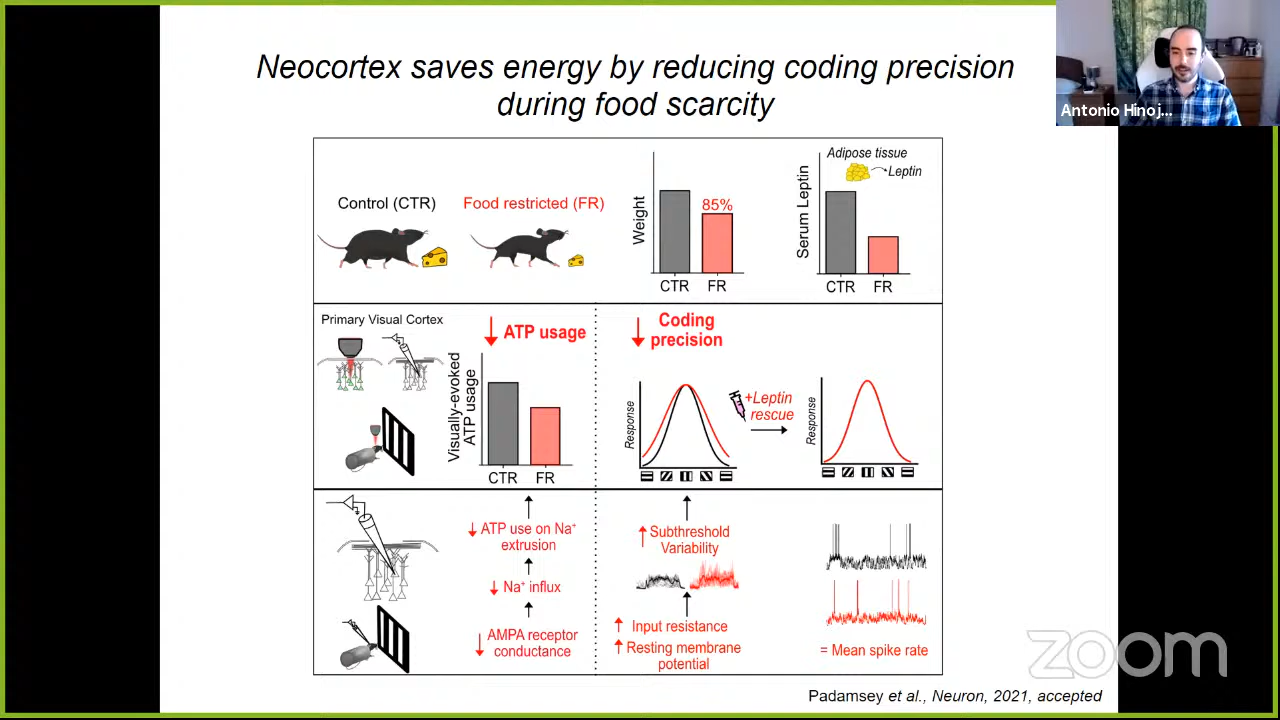 Neocortex saves energy by reducing coding precision
during food scarcity
Antonio Hinoj...
Control (CTR)
Food restricted (FR)
Weight
85%
CTR
FR
Serum Leptin
Adipose tissue
Leptin
CTR
FR
Primary Visual Cortex
ATP usage
Visually-evoked
ATP usage
CTR
FR
Coding
precision
Response
+Leptin
rescue
Response
ATP use on Na⁺
extrusion
Na⁺ influx
AMPA receptor
conductance
Subthreshold
Variability
Input resistance
Resting membrane
potential
= Mean spike rate
zoom
Padamsey et al., Neuron, 2021, accepted